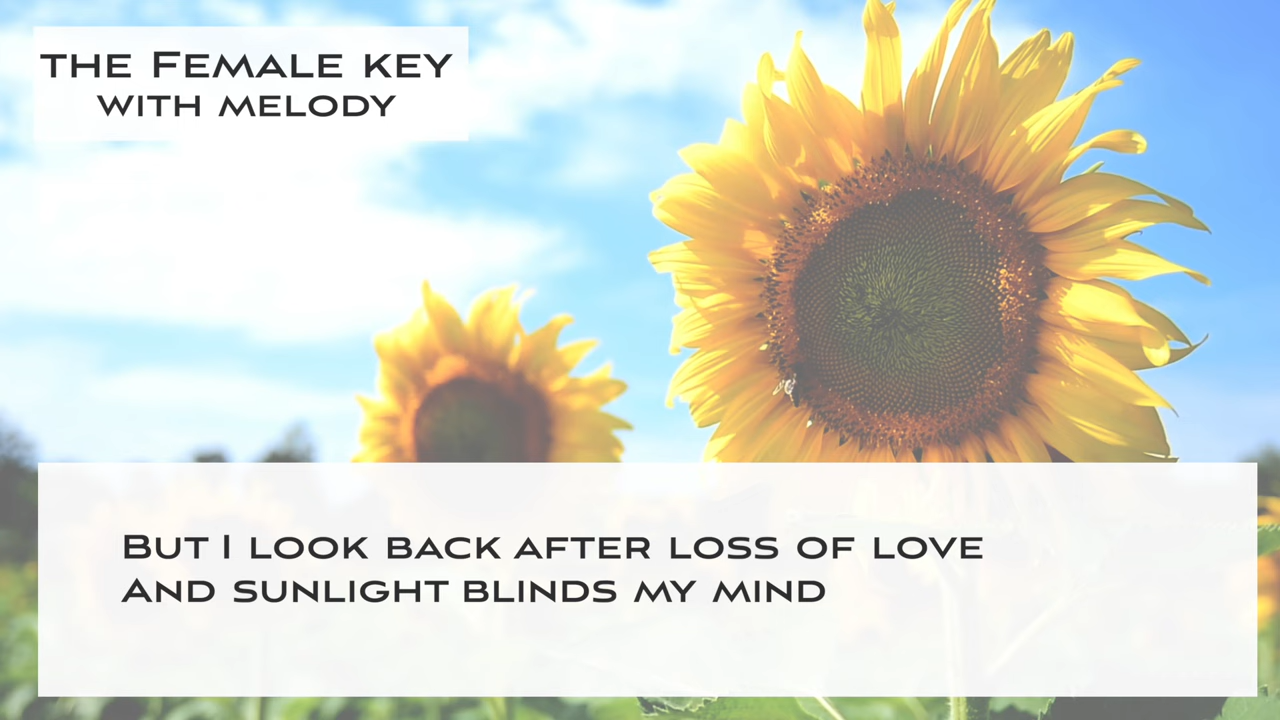 THE FEMALE KEY
WITH MELODY
BUT I LOOK BACK AFTER LOSS OF LOVE
AND SUNLIGHT BLINDS MY MIND